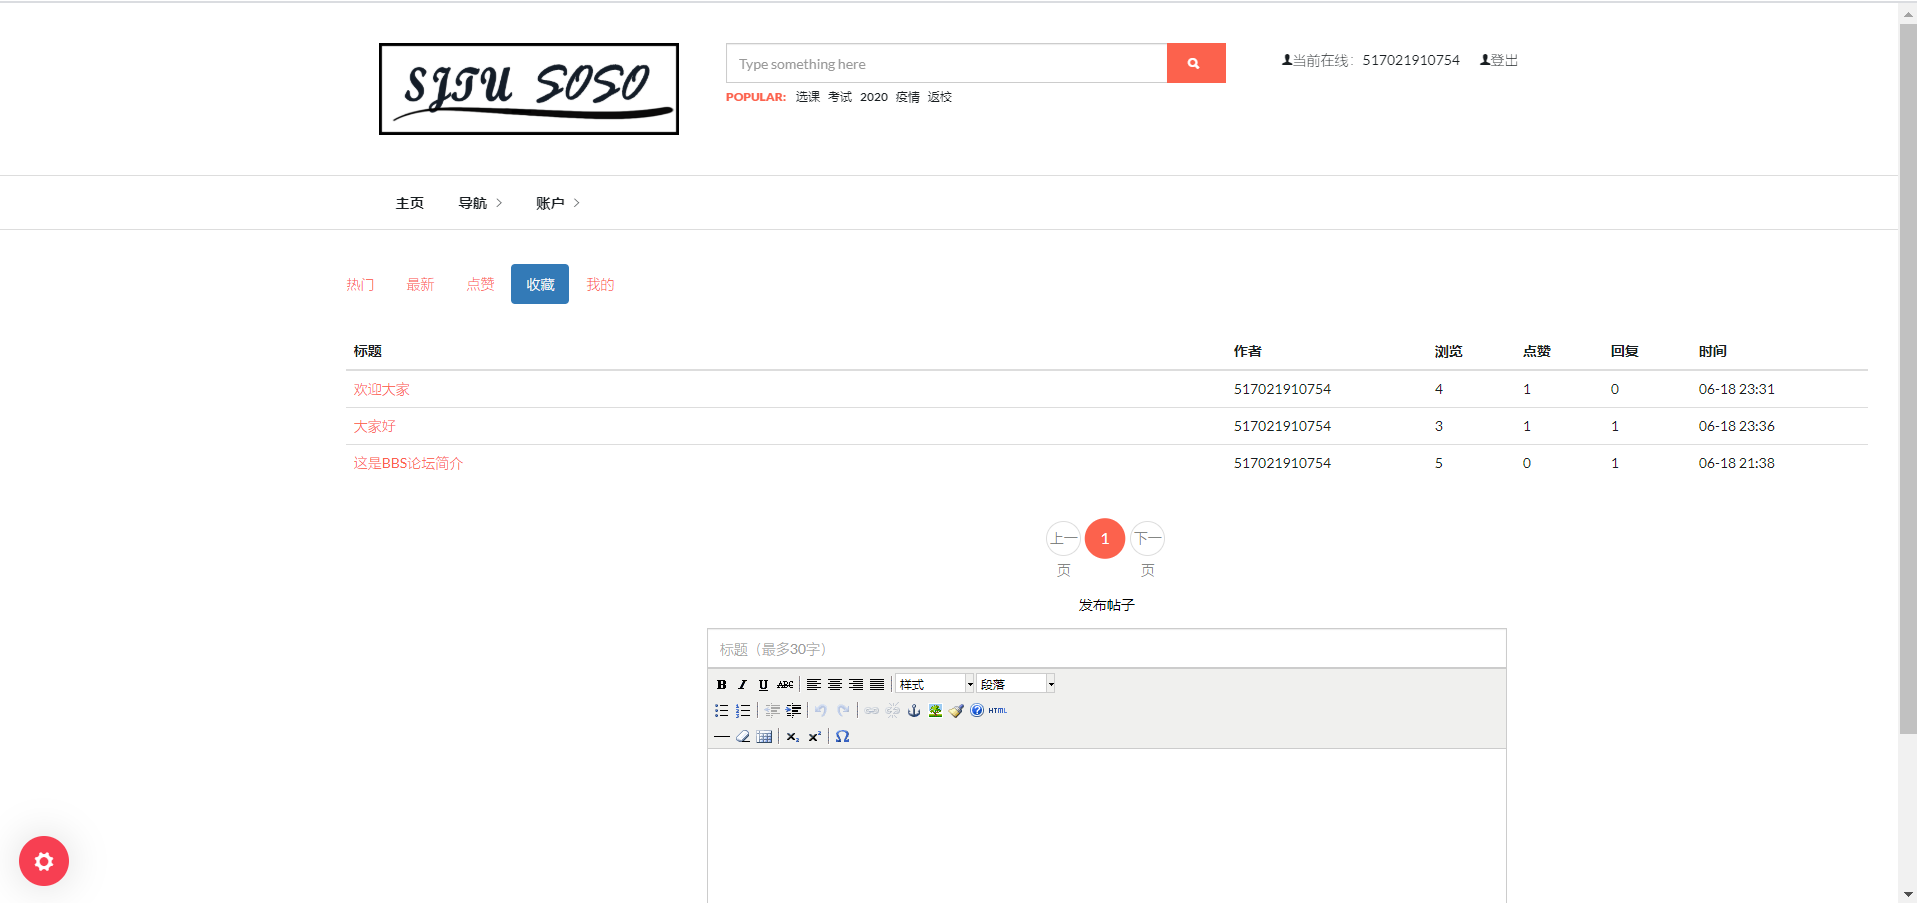 SJTU SOSO
Type something here
当前在线：517021910754 登出
POPULAR: 选课 考试 2020 疫情 返校
主页 导航 账户
热门 最新 点赞 收藏 我的
标题 作者 浏览 点赞 回复 时间
欢迎大家 517021910754 4 1 0 06-18 23:31
大家好 517021910754 3 1 1 06-18 23:36
这是BBS论坛简介 517021910754 5 0 1 06-18 21:38
上一页 1 下一页
发布帖子
标题（最多30字）
B I U ABC 样式 段落
HTML